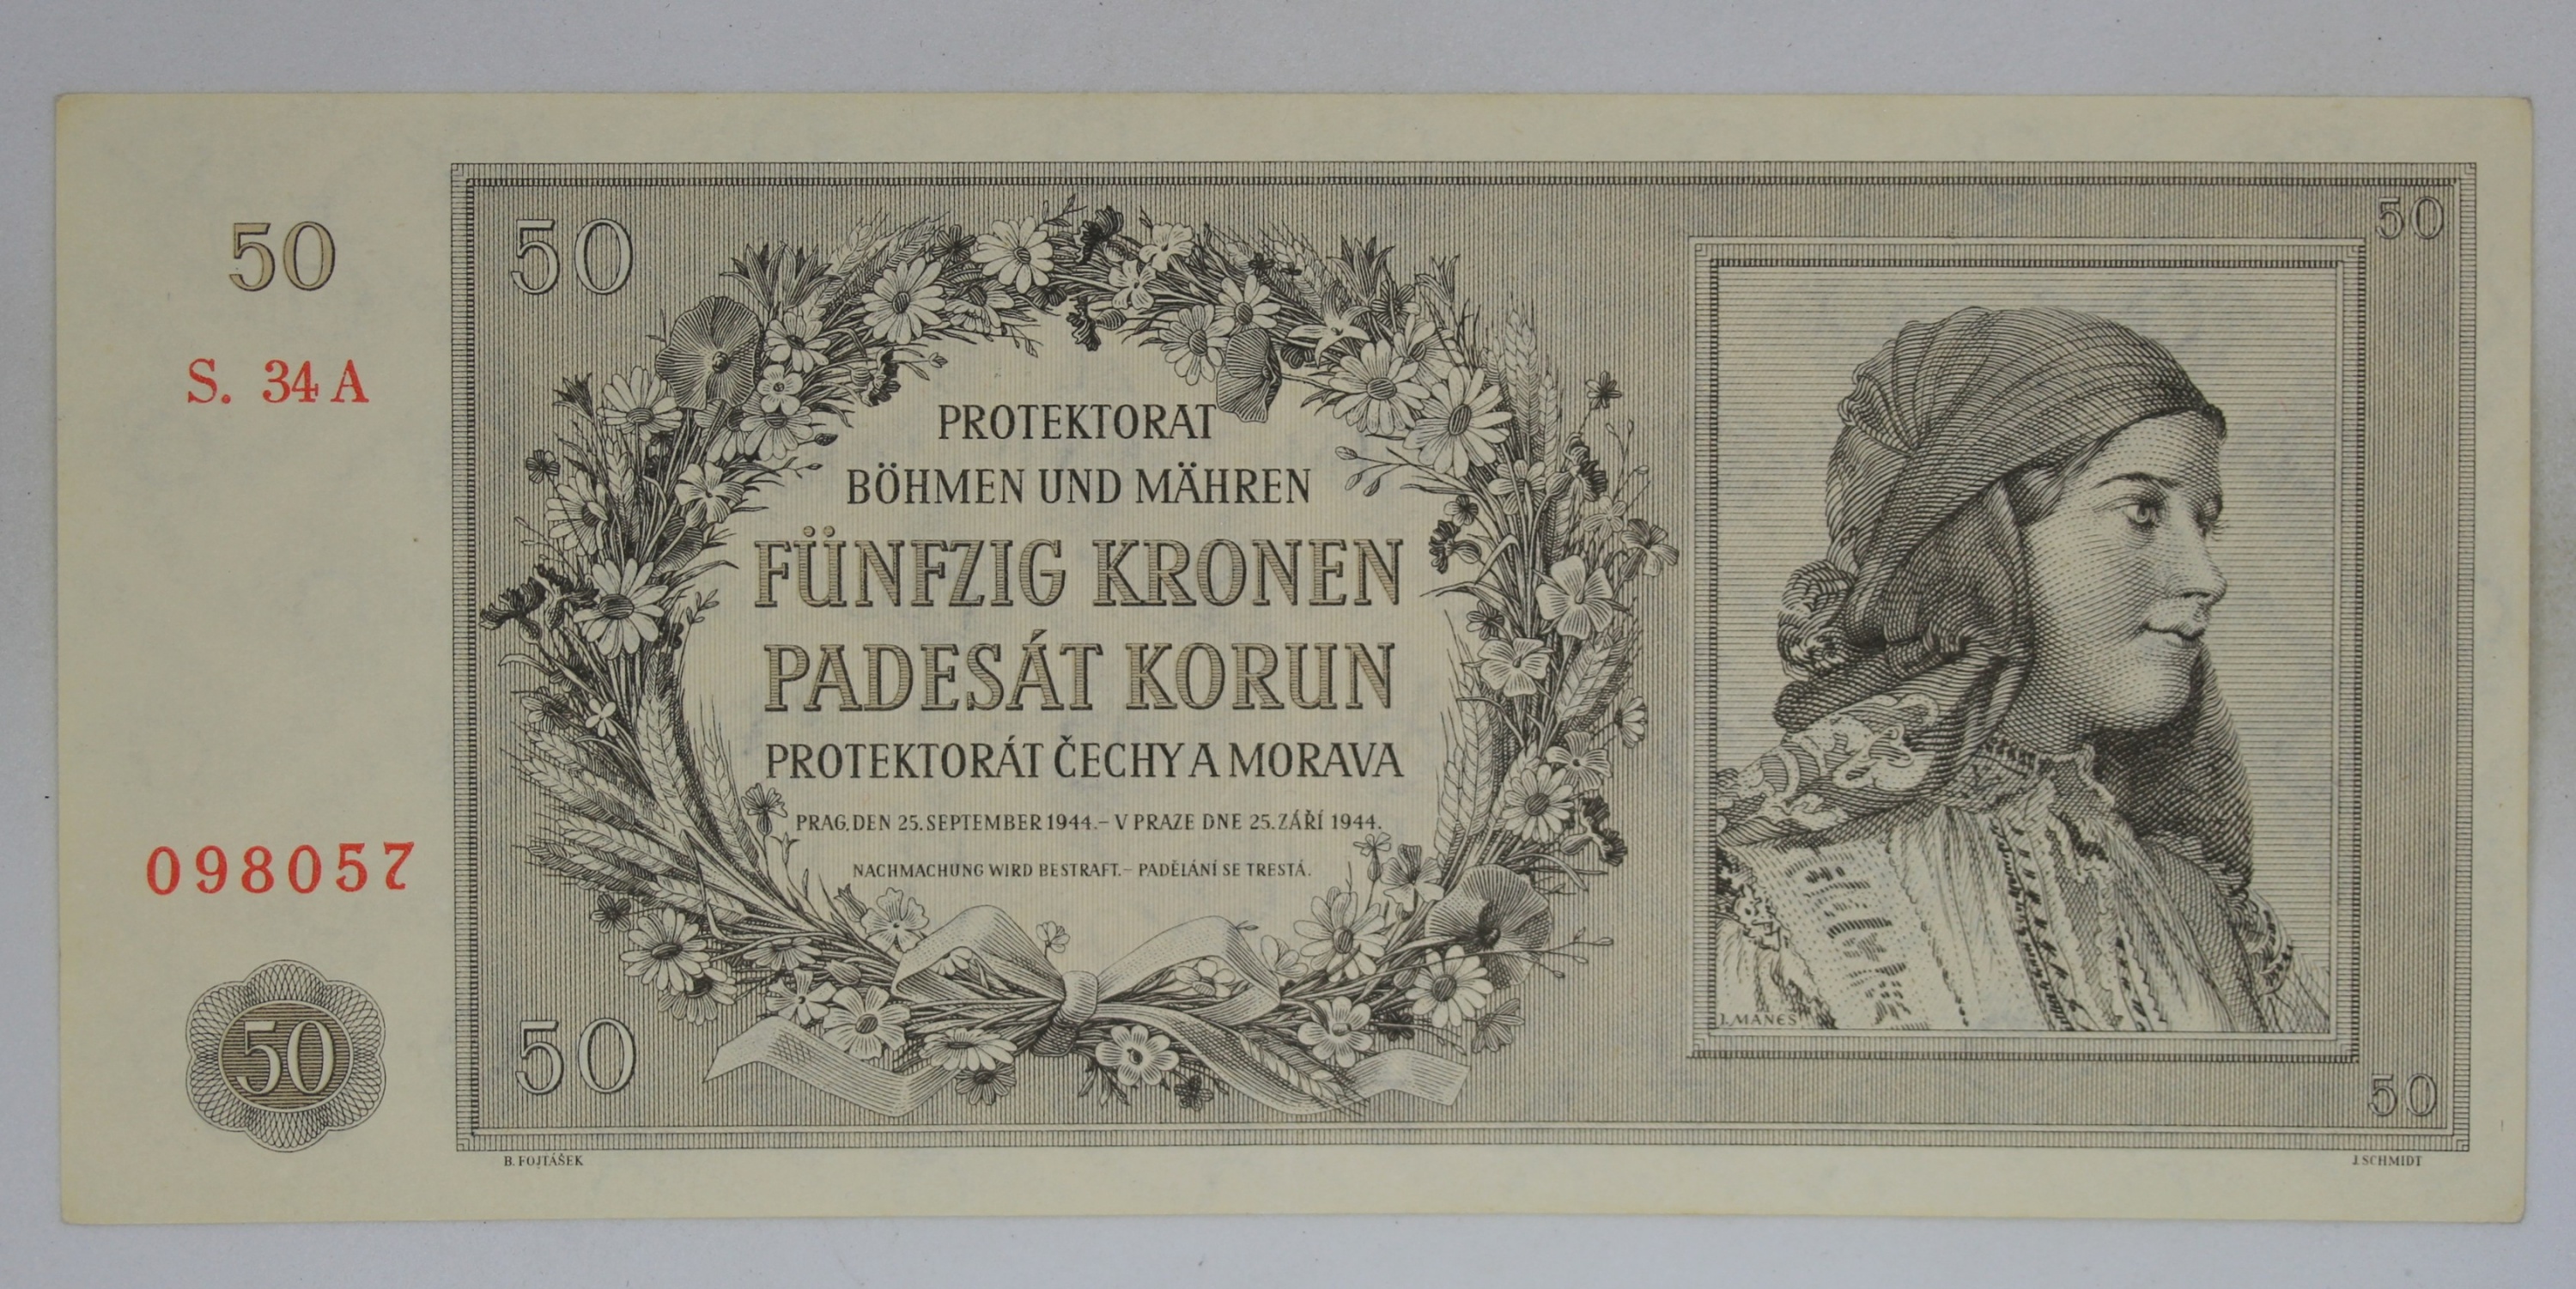 50
S. 34 A
098057
50
50
50
50
PROTEKTORAT
BÖHMEN UND MÄHREN
FÜNFZIG KRONEN
PADESÁT KORUN
PROTEKTORÁT ČECHY A MORAVA
PRAG, DEN 25. SEPTEMBER 1944. – V PRAZE DNE 25. ZÁŘÍ 1944.
NACHMACHUNG WIRD BESTRAFT. – PADĚLÁNÍ SE TRESTÁ.
50
J. MANES
50
B. FOJTÁŠEK
J. SCHMIDT